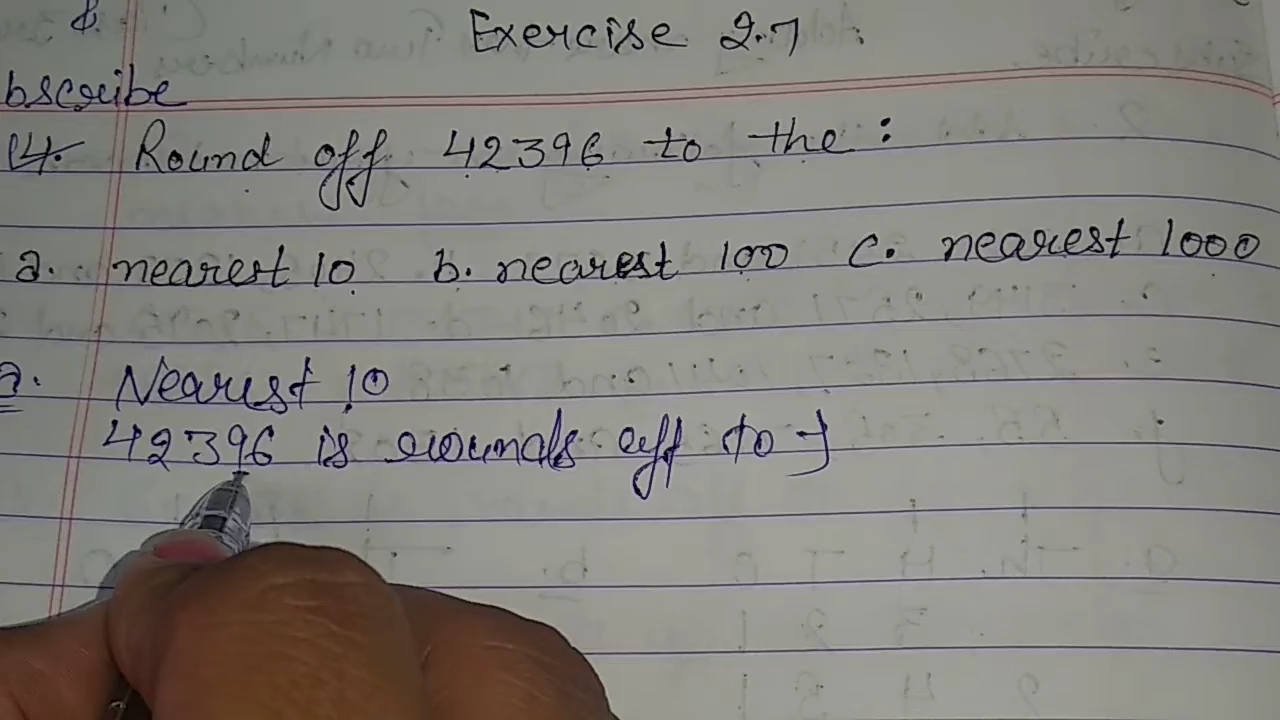 Exercise 2.7
bscribe
14. Round off 42396 to the :
a. nearest 10 b. nearest 100 c. nearest 1000
a. Nearest 10
42396 is rounds off to